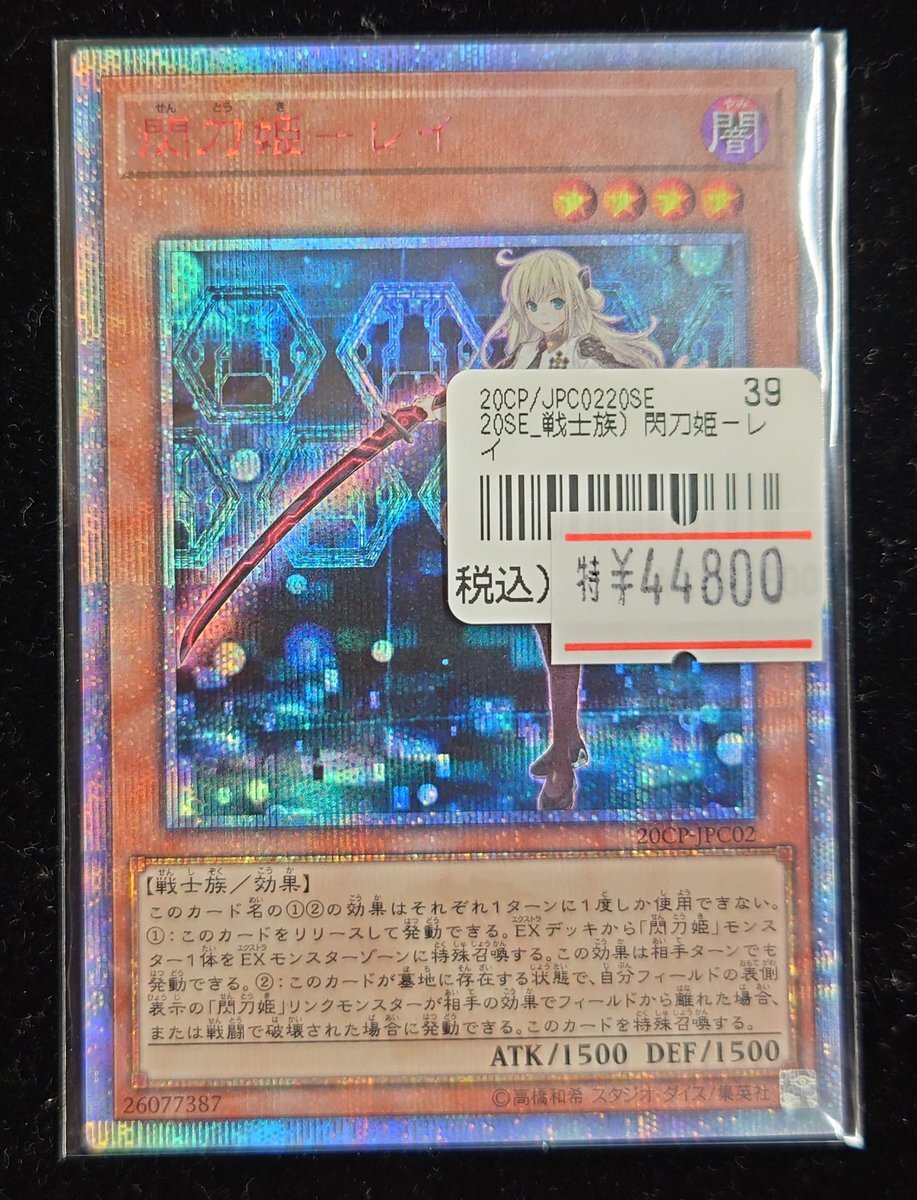 閃刀姫-レイ
闇
20CP/JPC0220SE 39
20SE_戦士族) 閃刀姫-レ
イ
税込)
特 ¥44800
20CP-JPC02
【戦士族/効果】
このカード名の①②の効果はそれぞれ1ターンに1度しか使用できない。
①:このカードをリリースして発動できる。EXデッキから「閃刀姫」モンス
ター1体をEXモンスターゾーンに特殊召喚する。この効果は相手ターンでも
発動できる。②:このカードが墓地に存在する状態で、自分フィールドの表側
表示の「閃刀姫」リンクモンスターが相手の効果でフィールドから離れた場合、
または戦闘で破壊された場合に発動できる。このカードを特殊召喚する。
ATK/1500 DEF/1500
26077387 ©高橋和希 スタジオ・ダイス/集英社